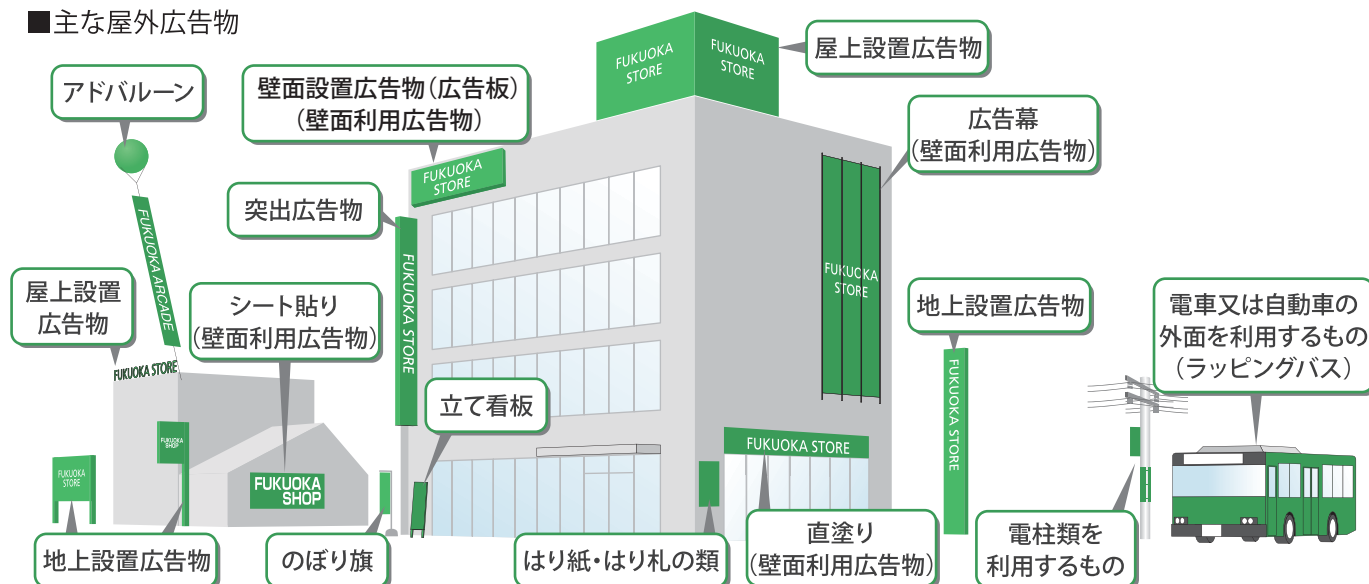 ■主な屋外広告物
アドバルーン
FUKUOKA ARCADE
壁面設置広告物(広告板)
(壁面利用広告物)
FUKUOKA
STORE
FUKUOKA
STORE
FUKUOKA
STORE
屋上設置広告物
広告幕
(壁面利用広告物)
FUKUOKA
STORE
突出広告物
FUKUOKA STORE
屋上設置
広告物
FUKUOKA STORE
シート貼り
(壁面利用広告物)
FUKUOKA
SHOP
立て看板
地上設置広告物
FUKUOKA STORE
電車又は自動車の
外面を利用するもの
(ラッピングバス)
FUKUOKA
SHOP
FUKUOKA
STORE
FUKUOKA STORE
地上設置広告物
のぼり旗
はり紙・はり札の類
直塗り
(壁面利用広告物)
電柱類を
利用するもの